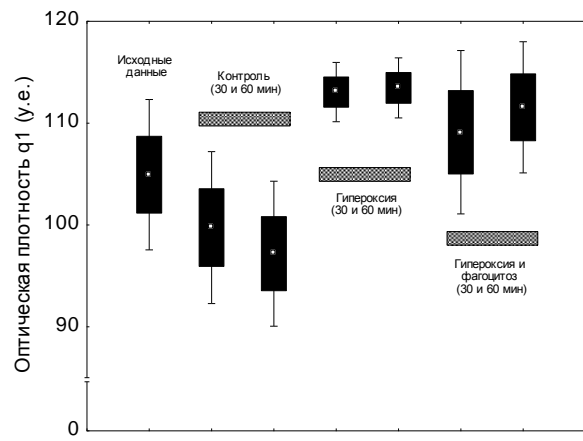 Оптическая плотность q1 (у.е.)
120
110
100
90
0
Исходные
данные
Контроль
(30 и 60 мин)
Гипероксия
(30 и 60 мин)
Гипероксия и
фагоцитоз
(30 и 60 мин)